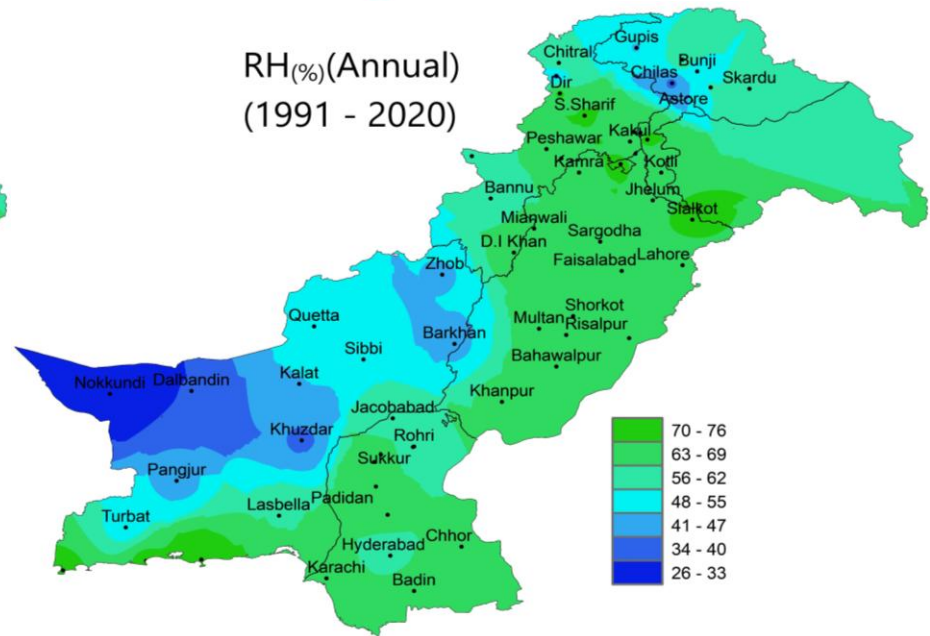 RH(%)(Annual)
(1991 - 2020)
Gupis
Chitral
Bunji
Chilas
Skardu
Dir
Astore
S.Sharif
Kakul
Peshawar
Kamra
Kotli
Bannu
Jhelum
Mianwali
Sialkot
Sargodha
D.I Khan
Lahore
Zhob
Faisalabad
Quetta
Shorkot
Multan
Risalpur
Barkhan
Sibbi
Bahawalpur
Nokkundi
Dalbandin
Kalat
Khanpur
Jacobabad
Khuzdar
Rohri
Sukkur
Pangjur
Padidan
Lasbella
Turbat
Chhor
Hyderabad
Karachi
Badin
70 - 76
63 - 69
56 - 62
48 - 55
41 - 47
34 - 40
26 - 33